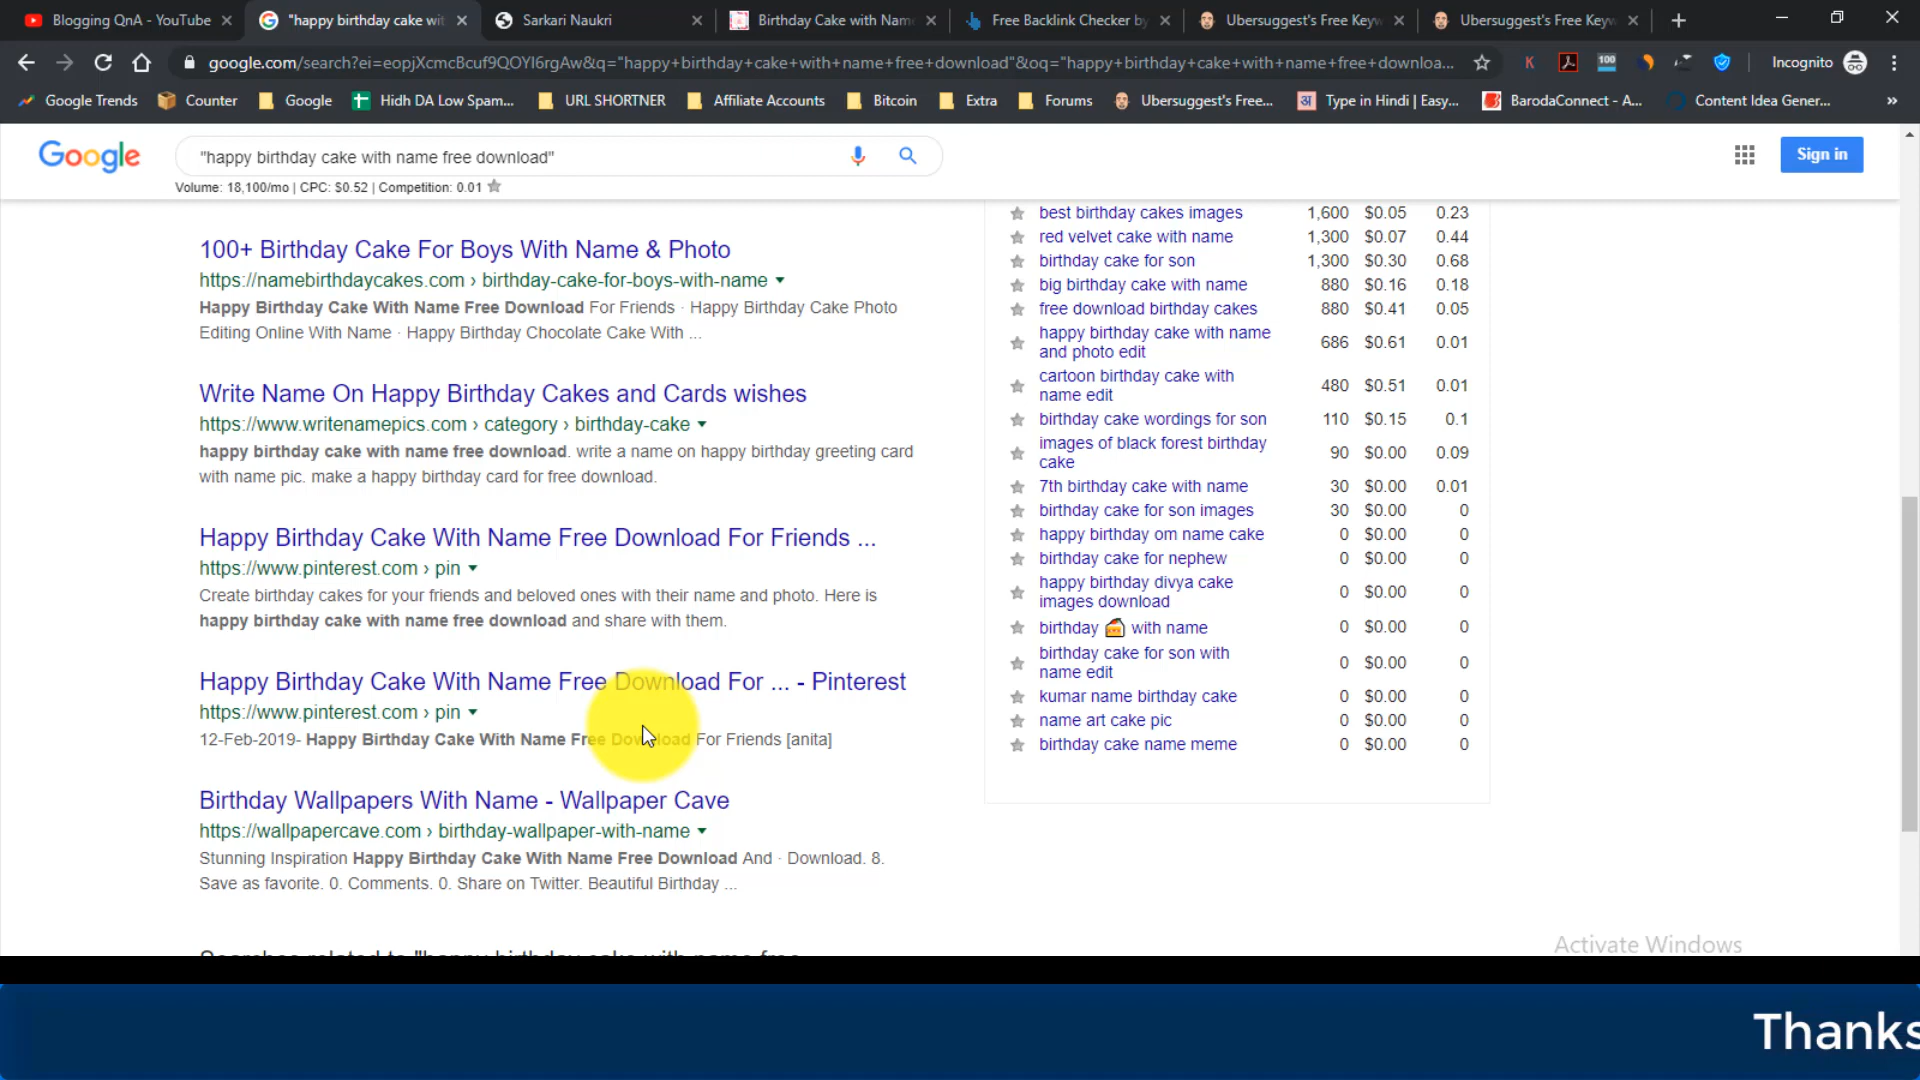 Blogging QnA - YouTube
"happy birthday cake wit
Sarkari Naukri
Birthday Cake with Nam
Free Backlink Checker by
Ubersuggest's Free Keyw
Ubersuggest's Free Keyw
google.com/search?ei=eopjXcmcBcuf9QOYI6rgAw&q="happy+birthday+cake+with+name+free+download"&oq="happy+birthday+cake+with+name+free+downloa...
100
Incognito
Google Trends
Counter
Google
Hidh DA Low Spam...
URL SHORTNER
Affiliate Accounts
Bitcoin
Extra
Forums
Ubersuggest's Free...
Type in Hindi | Easy...
BarodaConnect - A...
Content Idea Gener...
Google
"happy birthday cake with name free download"
Sign in
Volume: 18,100/mo | CPC: $0.52 | Competition: 0.01
100+ Birthday Cake For Boys With Name & Photo
https://namebirthdaycakes.com › birthday-cake-for-boys-with-name
Happy Birthday Cake With Name Free Download For Friends · Happy Birthday Cake Photo
Editing Online With Name · Happy Birthday Chocolate Cake With ...
Write Name On Happy Birthday Cakes and Cards wishes
https://www.writenamepics.com › category › birthday-cake
happy birthday cake with name free download. write a name on happy birthday greeting card
with name pic. make a happy birthday card for free download.
Happy Birthday Cake With Name Free Download For Friends ...
https://www.pinterest.com › pin
Create birthday cakes for your friends and beloved ones with their name and photo. Here is
happy birthday cake with name free download and share with them.
Happy Birthday Cake With Name Free Download For ... - Pinterest
https://www.pinterest.com › pin
12-Feb-2019- Happy Birthday Cake With Name Free Download For Friends [anita]
Birthday Wallpapers With Name - Wallpaper Cave
https://wallpapercave.com › birthday-wallpaper-with-name
Stunning Inspiration Happy Birthday Cake With Name Free Download And · Download. 8.
Save as favorite. 0. Comments. 0. Share on Twitter. Beautiful Birthday ...
Searches related to "happy birthday cake with name free
best birthday cakes images 1,600 $0.05 0.23
red velvet cake with name 1,300 $0.07 0.44
birthday cake for son 1,300 $0.30 0.68
big birthday cake with name 880 $0.16 0.18
free download birthday cakes 880 $0.41 0.05
happy birthday cake with name
and photo edit 686 $0.61 0.01
cartoon birthday cake with
name edit 480 $0.51 0.01
birthday cake wordings for son 110 $0.15 0.1
images of black forest birthday
cake 90 $0.00 0.09
7th birthday cake with name 30 $0.00 0.01
birthday cake for son images 30 $0.00 0
happy birthday om name cake 0 $0.00 0
birthday cake for nephew 0 $0.00 0
happy birthday divya cake
images download 0 $0.00 0
birthday 🍰 with name 0 $0.00 0
birthday cake for son with
name edit 0 $0.00 0
kumar name birthday cake 0 $0.00 0
name art cake pic 0 $0.00 0
birthday cake name meme 0 $0.00 0
Activate Windows
Thanks